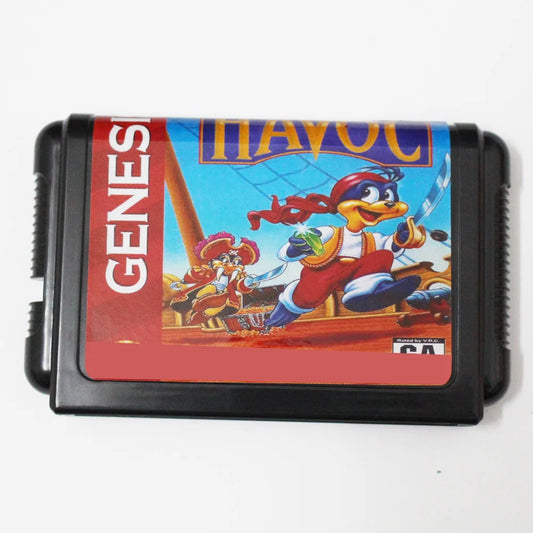 HAVOC
GENESI
Rated by V.R.C.
GA